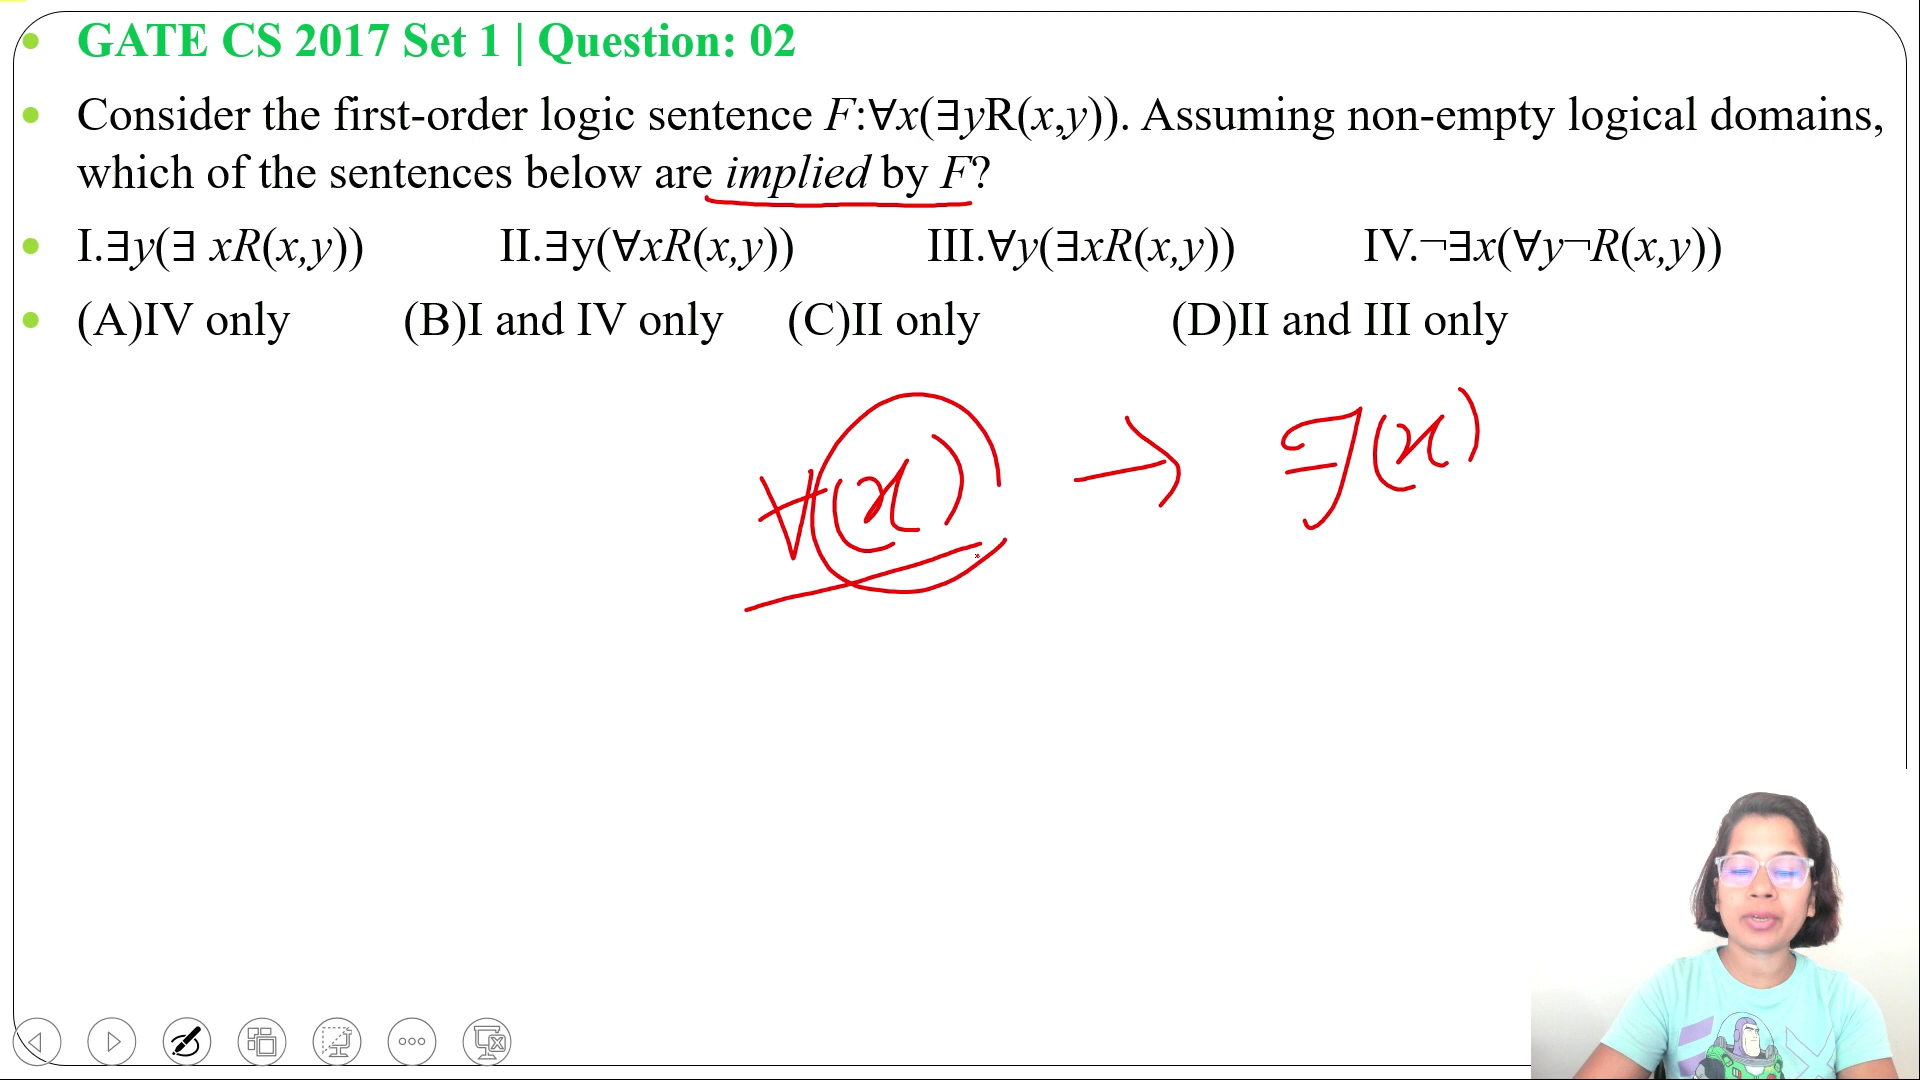 GATE CS 2017 Set 1 | Question: 02
Consider the first-order logic sentence F:∀x(∃yR(x,y)). Assuming non-empty logical domains,
which of the sentences below are implied by F?
I.∃y(∃ xR(x,y)) II.∃y(∀xR(x,y)) III.∀y(∃xR(x,y)) IV.¬∃x(∀y¬R(x,y))
(A)IV only (B)I and IV only (C)II only (D)II and III only
∀(x) → ∃(x)